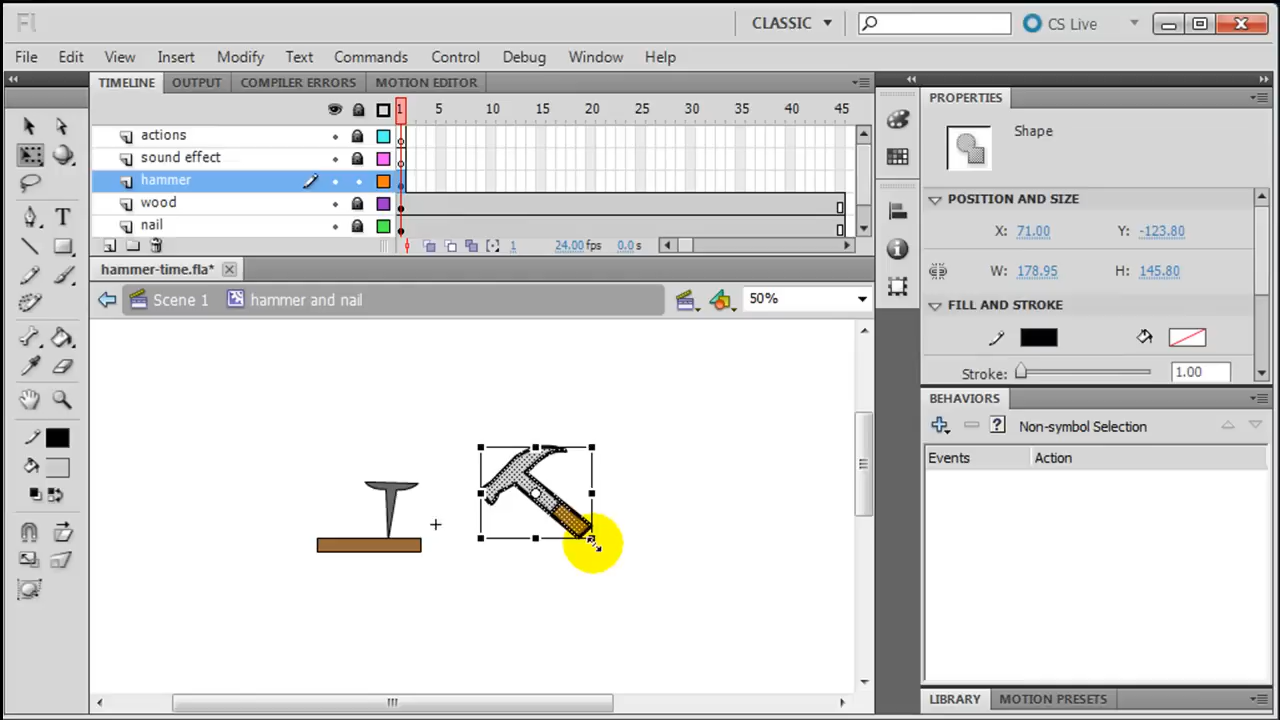 Fl CLASSIC CS Live
File Edit View Insert Modify Text Commands Control Debug Window Help
TIMELINE OUTPUT COMPILER ERRORS MOTION EDITOR
1 5 10 15 20 25 30 35 40 45
actions
sound effect
hammer
wood
nail
1 24.00 fps 0.0 s
hammer-time.fla*
Scene 1 hammer and nail 50%
PROPERTIES
Shape
POSITION AND SIZE
X: 71.00 Y: -123.80
W: 178.95 H: 145.80
FILL AND STROKE
Stroke: 1.00
BEHAVIORS
Non-symbol Selection
Events Action
LIBRARY MOTION PRESETS